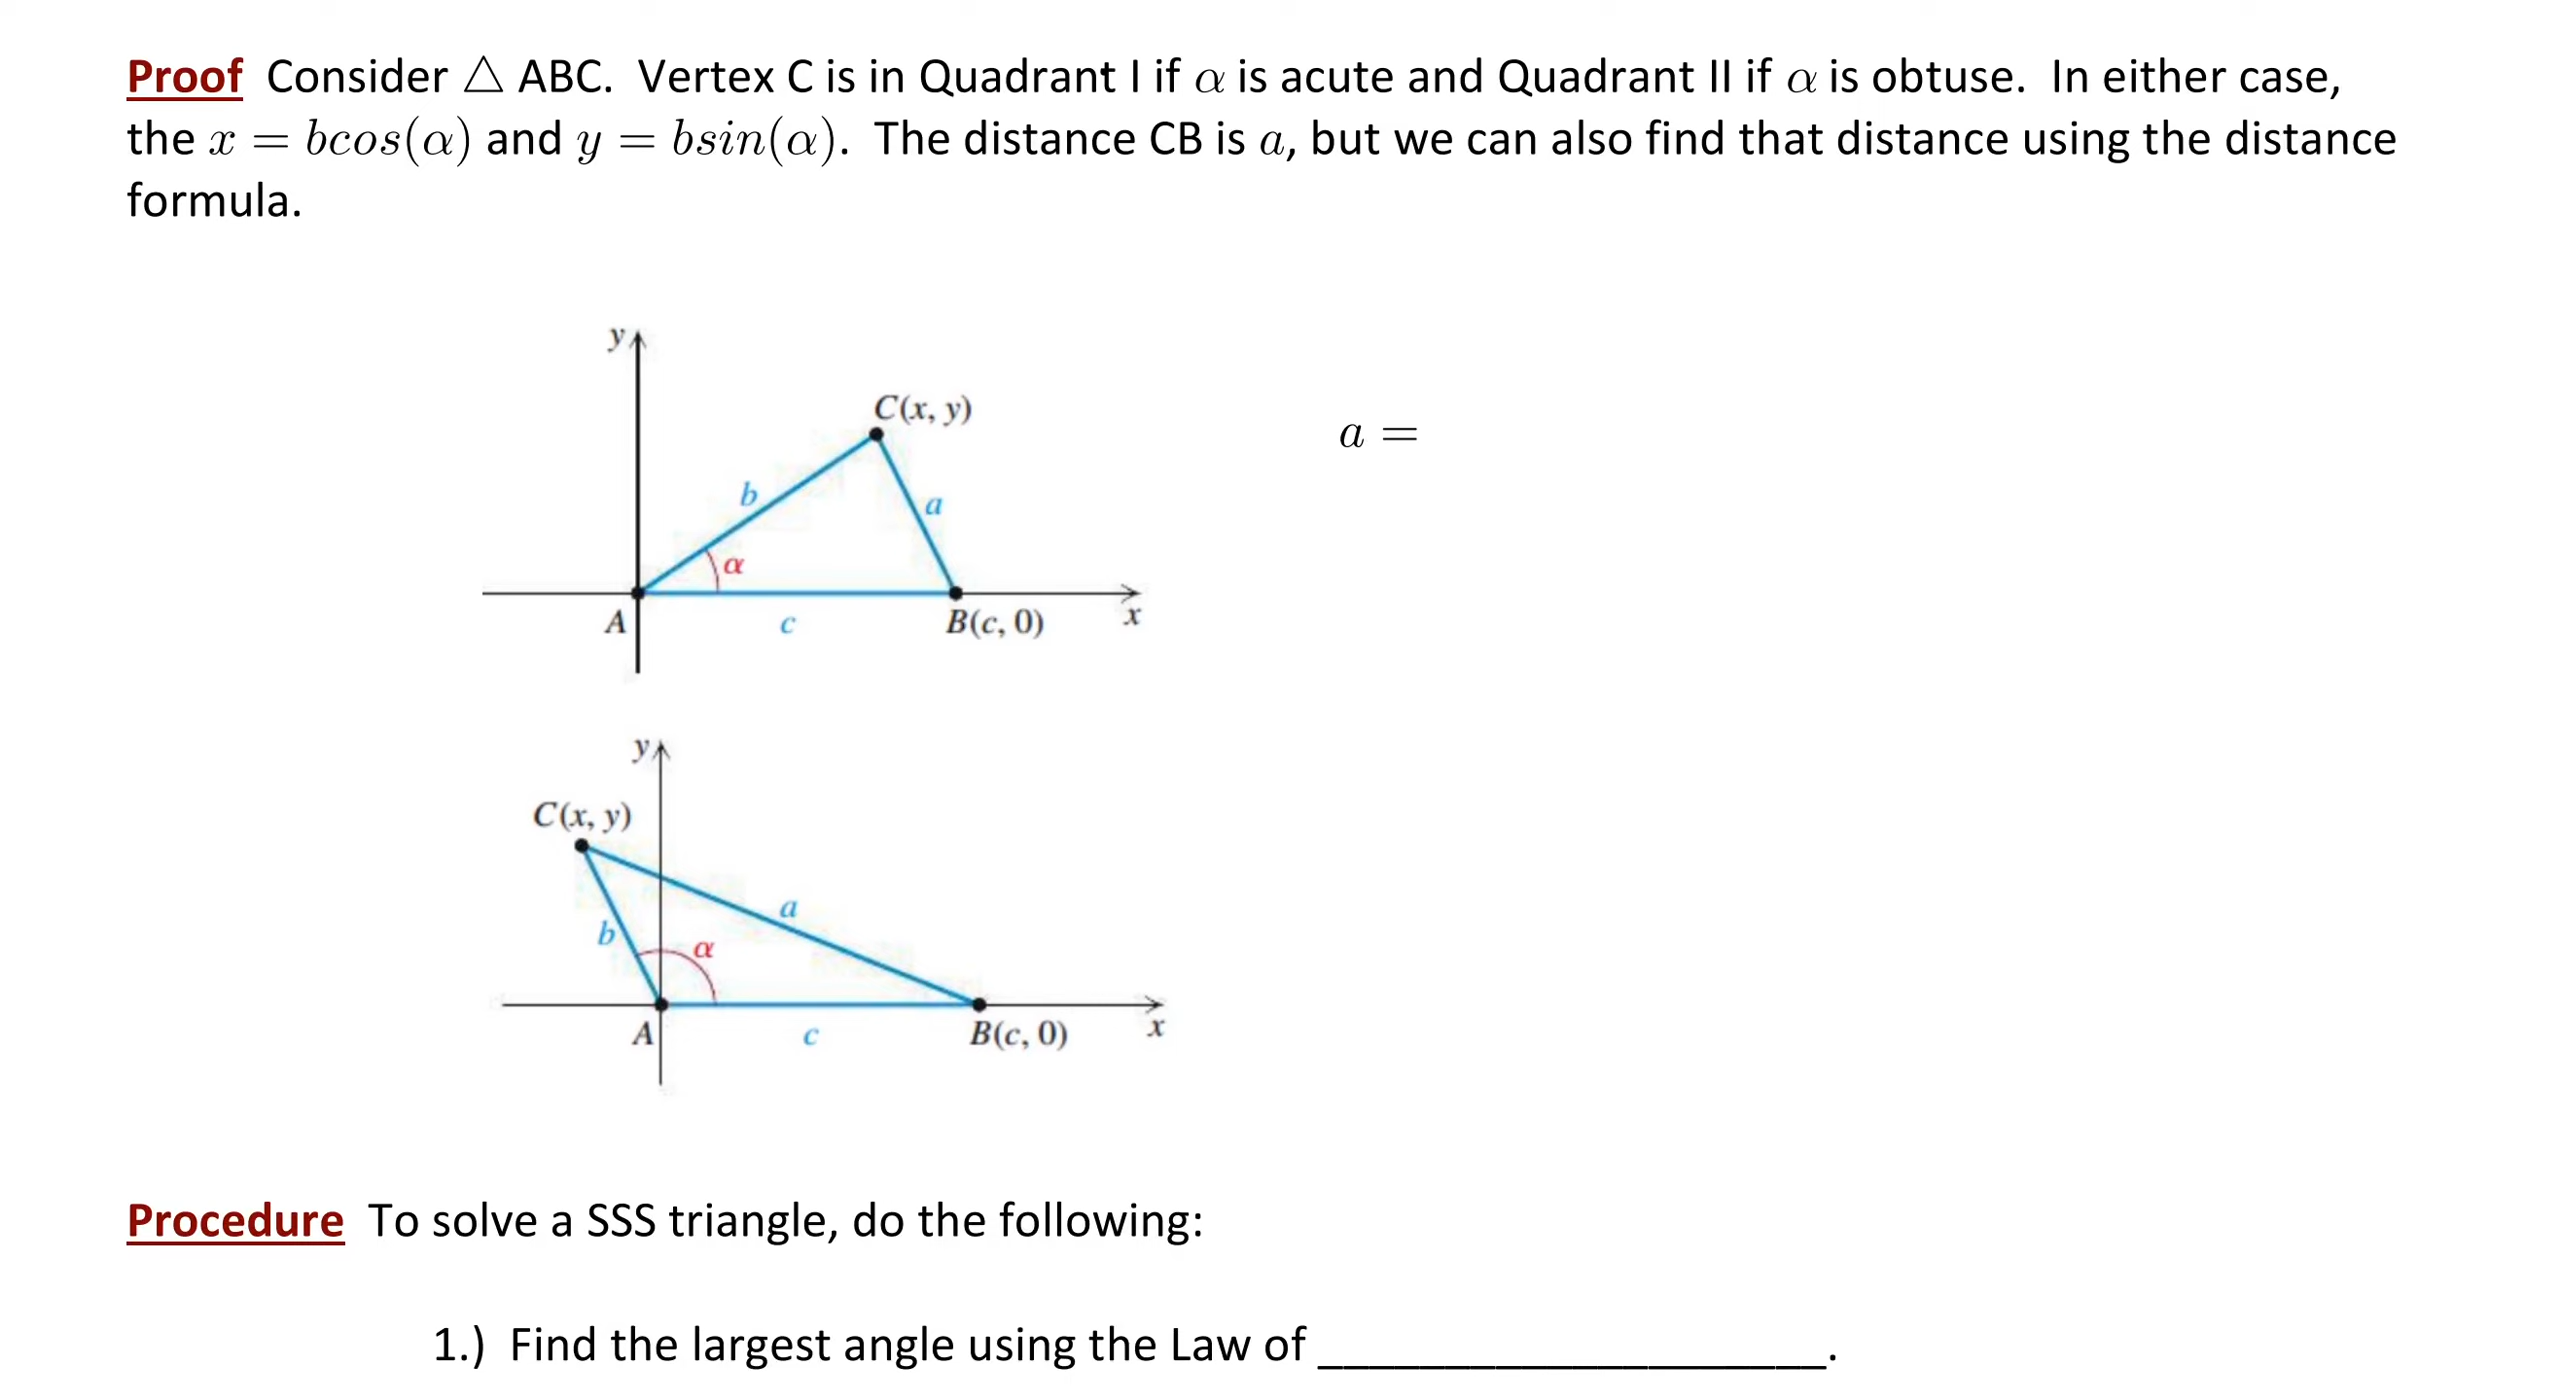 Proof Consider △ ABC. Vertex C is in Quadrant I if α is acute and Quadrant II if α is obtuse. In either case,
the x = bcos(α) and y = bsin(α). The distance CB is a, but we can also find that distance using the distance
formula.
y
C(x, y)
a =
b
a
α
A
c
B(c, 0)
x
y
C(x, y)
a
b
α
A
c
B(c, 0)
x
Procedure To solve a SSS triangle, do the following:
1.) Find the largest angle using the Law of ____________________.